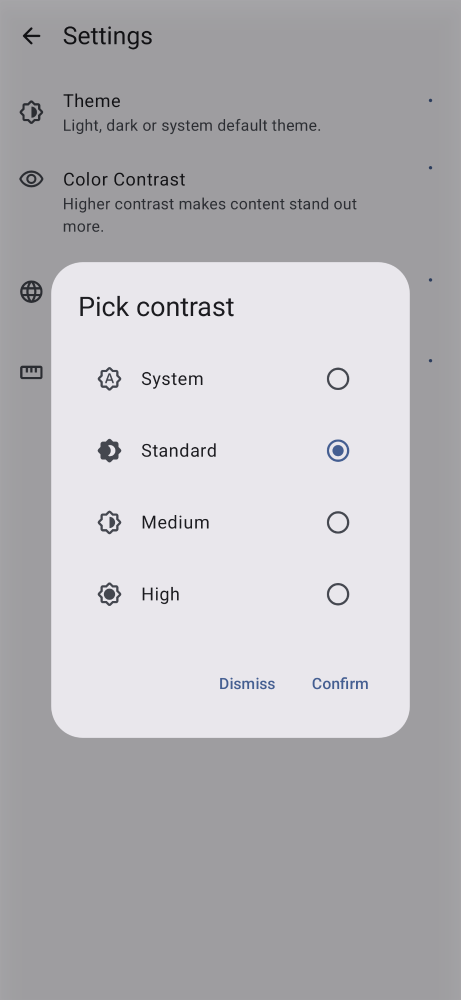 Settings
Theme
Light, dark or system default theme.
Color Contrast
Higher contrast makes content stand out
more.
Pick contrast
System
Standard
Medium
High
Dismiss
Confirm